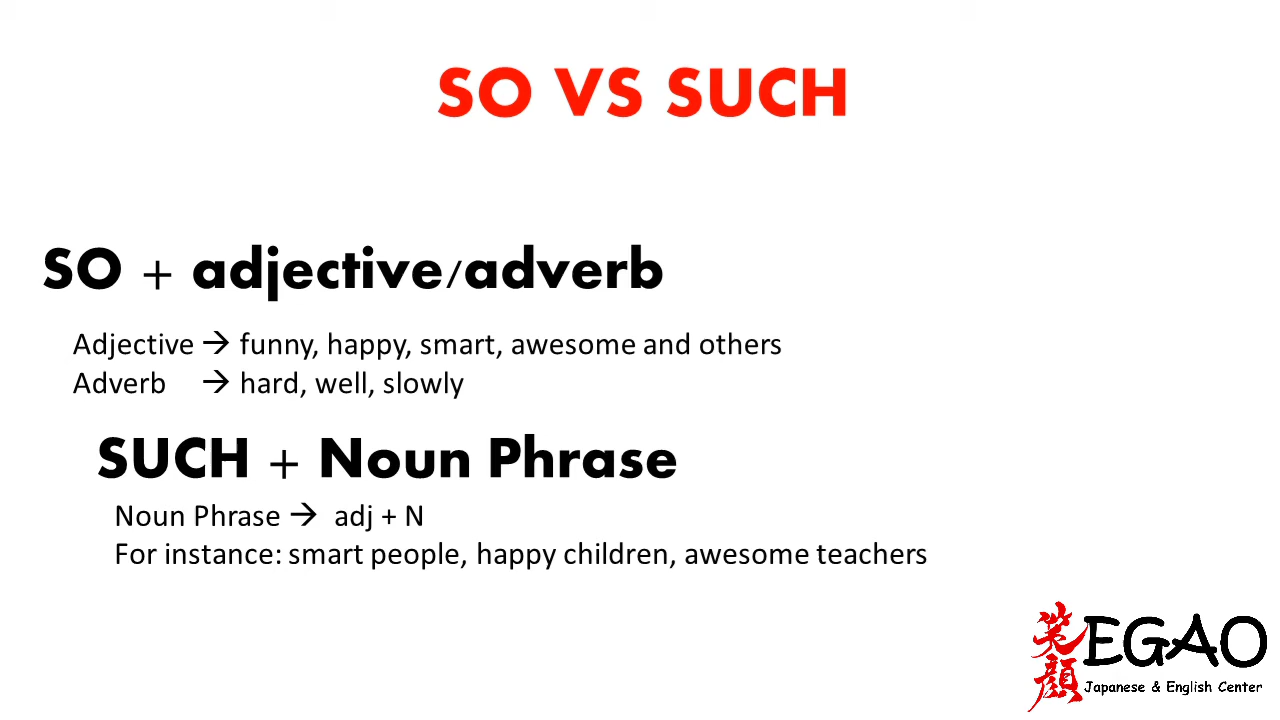 SO VS SUCH
SO + adjective/adverb
Adjective → funny, happy, smart, awesome and others
Adverb → hard, well, slowly
SUCH + Noun Phrase
Noun Phrase → adj + N
For instance: smart people, happy children, awesome teachers
笑顔
EGAO
Japanese & English Center